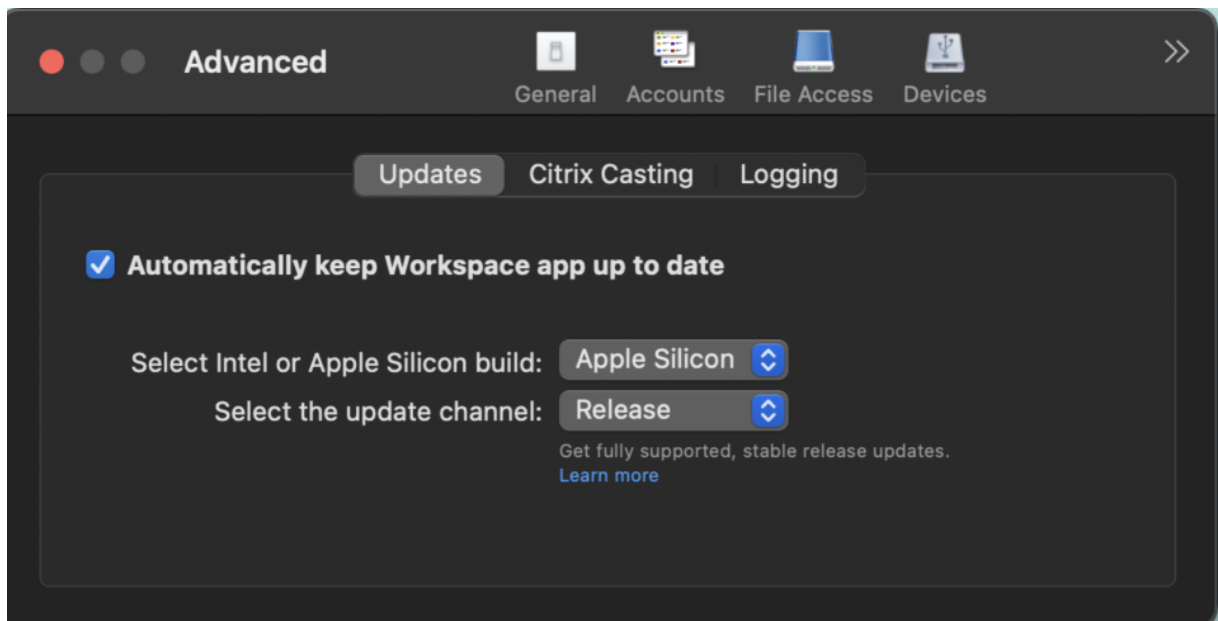 Advanced
General Accounts File Access Devices
Updates Citrix Casting Logging
Automatically keep Workspace app up to date
Select Intel or Apple Silicon build: Apple Silicon
Select the update channel: Release
Get fully supported, stable release updates.
Learn more